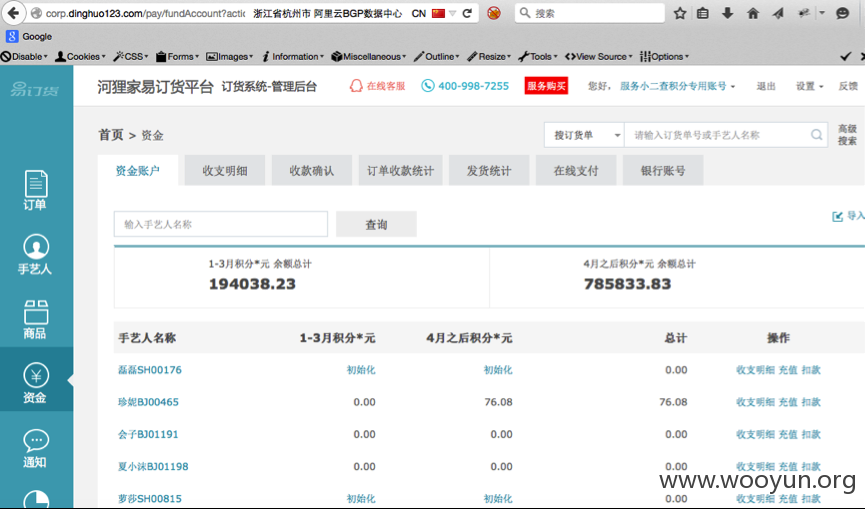 corp.dinghuo123.com/pay/fundAccount?actic 浙江省杭州市 阿里云BGP数据中心 CN 搜索
Google
Disable Cookies CSS Forms Images Information Miscellaneous Outline Resize Tools View Source Options
易订货 河狸家易订货平台 订货系统-管理后台 在线客服 400-998-7255 服务购买 您好， 服务小二查积分专用账号 退出 设置 反馈
首页 > 资金 搜订货单 请输入订货单号或手艺人名称 高级
搜索
资金账户 收支明细 收款确认 订单收款统计 发货统计 在线支付 银行账号
订单
手艺人
商品
资金
通知
输入手艺人名称 查询 导入
1-3月积分*元 余额总计 4月之后积分*元 余额总计
194038.23 785833.83
手艺人名称 1-3月积分*元 4月之后积分*元 总计 操作
磊磊SH00176 初始化 初始化 0.00 收支明细 充值 扣款
珍妮BJ00465 0.00 76.08 76.08 收支明细 充值 扣款
会子BJ01191 0.00 0.00 0.00 收支明细 充值 扣款
夏小沫BJ01198 0.00 0.00 0.00 收支明细 充值 扣款
萝莎SH00815 初始化 初始化 0.00 收支明细 充值 扣款
www.wooyun.org